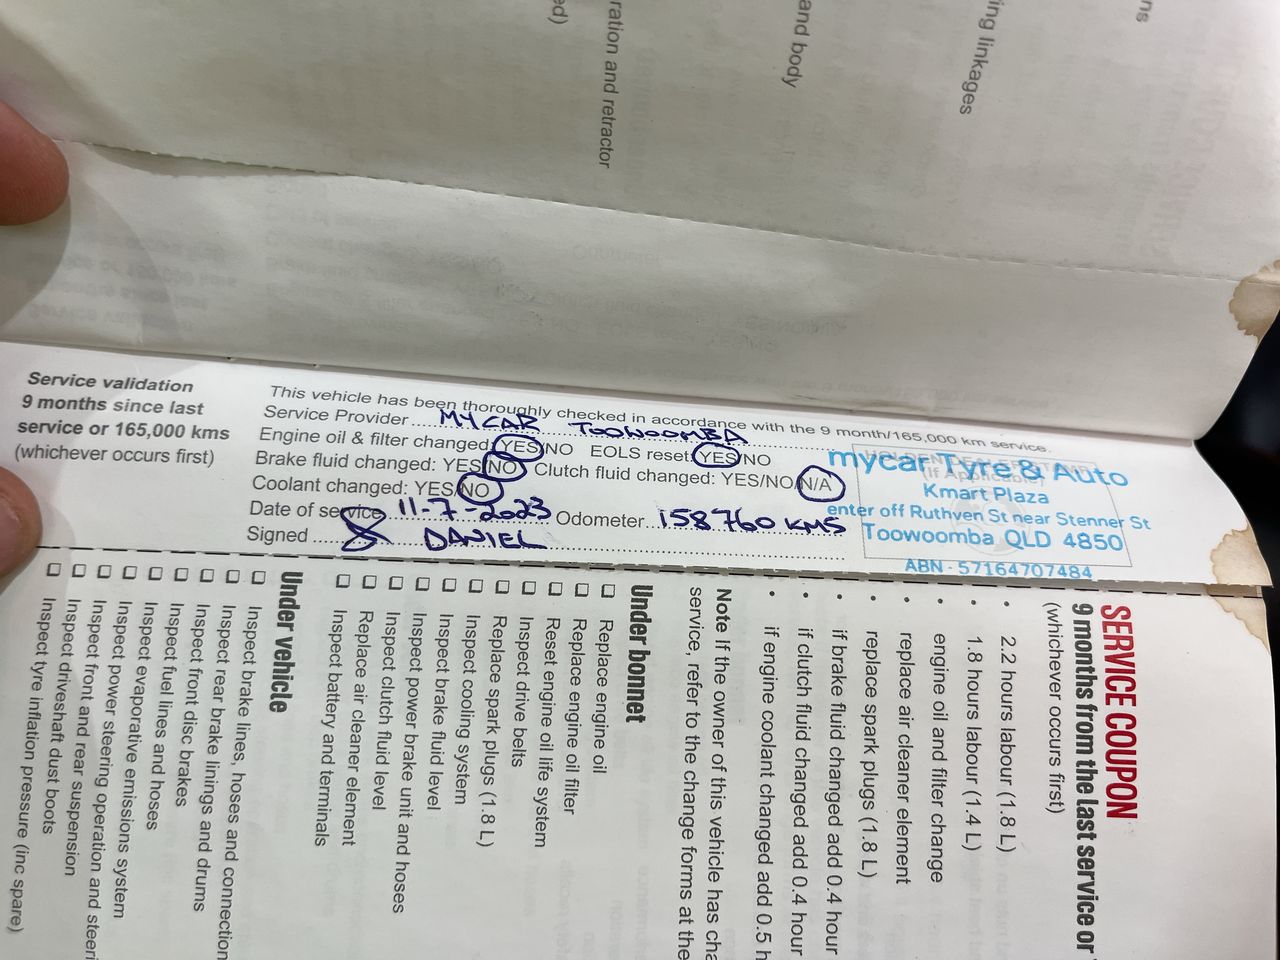 ed)
ration and retractor
and body
ing linkages
ns
Service validation
9 months since last
service or 165,000 kms
(whichever occurs first)
This vehicle has been thoroughly checked in accordance with the 9 month/165,000 km service.
Service Provider MYCAR TOOWOOMBA
Engine oil & filter changed: YES/NO EOLS reset: YES/NO
Brake fluid changed: YES/NO Clutch fluid changed: YES/NO/N/A
Coolant changed: YES/NO
Date of service 11-7-2023 Odometer 158760 KMS
Signed DANIEL
(If Applicable)
mycar Tyre & Auto
Kmart Plaza
enter off Ruthven St near Stenner St
Toowoomba QLD 4850
ABN - 57164707484
SERVICE COUPON
9 months from the last service or
(whichever occurs first)
• 2.2 hours labour (1.8 L)
• 1.8 hours labour (1.4 L)
• engine oil and filter change
• replace air cleaner element
• replace spark plugs (1.8 L)
• if brake fluid changed add 0.4 hour
• if clutch fluid changed add 0.4 hour
• if engine coolant changed add 0.5 h
Note If the owner of this vehicle has cha
service, refer to the change forms at the
Under bonnet
☐ Replace engine oil
☐ Replace engine oil filter
☐ Reset engine oil life system
☐ Inspect drive belts
☐ Replace spark plugs (1.8 L)
☐ Inspect cooling system
☐ Inspect brake fluid level
☐ Inspect power brake unit and hoses
☐ Inspect clutch fluid level
☐ Replace air cleaner element
☐ Inspect battery and terminals
Under vehicle
☐ Inspect brake lines, hoses and connection
☐ Inspect rear brake linings and drums
☐ Inspect front disc brakes
☐ Inspect fuel lines and hoses
☐ Inspect evaporative emissions system
☐ Inspect power steering operation and steeri
☐ Inspect front and rear suspension
☐ Inspect driveshaft dust boots
☐ Inspect tyre inflation pressure (inc spare)